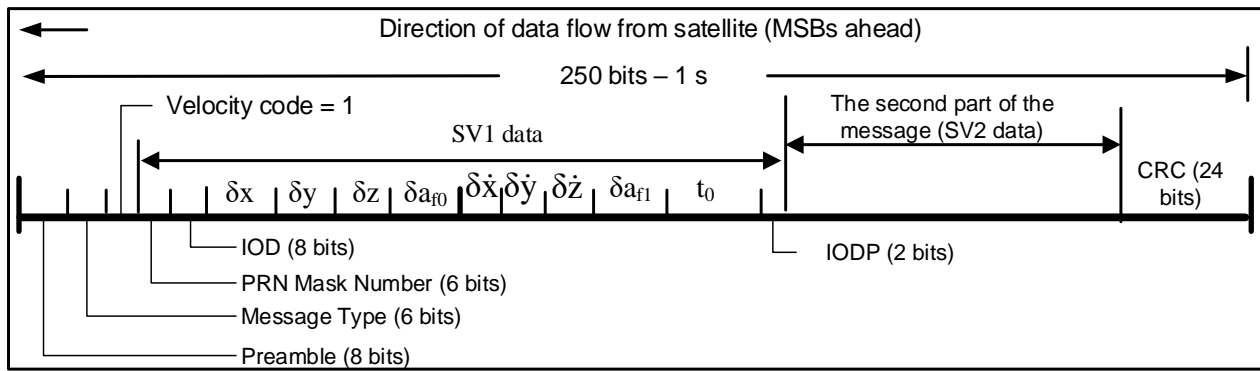 Direction of data flow from satellite (MSBs ahead)
250 bits – 1 s
Velocity code = 1
SV1 data
The second part of the
message (SV2 data)
CRC (24
bits)
δx δy δz δa_f0 δẋ δẏ δż δa_f1 t_0
IOD (8 bits)
IODP (2 bits)
PRN Mask Number (6 bits)
Message Type (6 bits)
Preamble (8 bits)